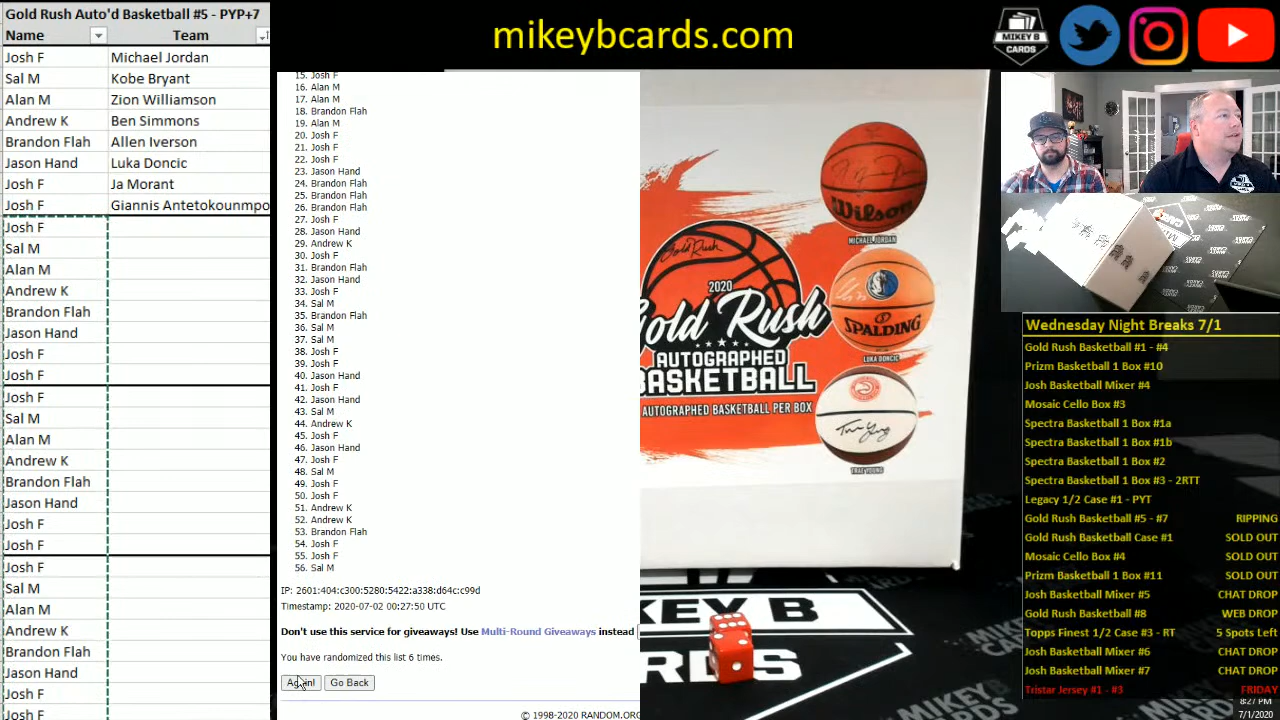 Gold Rush Auto'd Basketball #5 - PYP+7
Name Team
Josh F Michael Jordan
Sal M Kobe Bryant
Alan M Zion Williamson
Andrew K Ben Simmons
Brandon Flah Allen Iverson
Jason Hand Luka Doncic
Josh F Ja Morant
Josh F Giannis Antetokounmpo
Josh F
Sal M
Alan M
Andrew K
Brandon Flah
Jason Hand
Josh F
Josh F
Josh F
Sal M
Alan M
Andrew K
Brandon Flah
Jason Hand
Josh F
Josh F
Josh F
Sal M
Alan M
Andrew K
Brandon Flah
Jason Hand
Josh F
Josh F
mikeybcards.com
MIKEY B
CARDS
15. Josh F
16. Alan M
17. Alan M
18. Brandon Flah
19. Alan M
20. Josh F
21. Josh F
22. Josh F
23. Jason Hand
24. Brandon Flah
25. Brandon Flah
26. Brandon Flah
27. Josh F
28. Jason Hand
29. Andrew K
30. Josh F
31. Brandon Flah
32. Jason Hand
33. Josh F
34. Sal M
35. Brandon Flah
36. Sal M
37. Sal M
38. Josh F
39. Josh F
40. Jason Hand
41. Josh F
42. Jason Hand
43. Sal M
44. Andrew K
45. Josh F
46. Jason Hand
47. Josh F
48. Sal M
49. Josh F
50. Josh F
51. Andrew K
52. Andrew K
53. Brandon Flah
54. Josh F
55. Josh F
56. Sal M
IP: 2601:404:c300:5280:5422:a338:d64c:c99d
Timestamp: 2020-07-02 00:27:50 UTC
Don't use this service for giveaways! Use Multi-Round Giveaways instead
You have randomized this list 6 times.
Again! Go Back
© 1998-2020 RANDOM.ORG
Wilson
MICHAEL JORDAN
Gold Rush
2020
Gold Rush
AUTOGRAPHED
BASKETBALL
AUTOGRAPHED BASKETBALL PER BOX
SPALDING
LUKA DONCIC
TRAE YOUNG
KEY B
RDS
Wednesday Night Breaks 7/1
Gold Rush Basketball #1 - #4
Prizm Basketball 1 Box #10
Josh Basketball Mixer #4
Mosaic Cello Box #3
Spectra Basketball 1 Box #1a
Spectra Basketball 1 Box #1b
Spectra Basketball 1 Box #2
Spectra Basketball 1 Box #3 - 2RTT
Legacy 1/2 Case #1 - PYT
Gold Rush Basketball #5 - #7 RIPPING
Gold Rush Basketball Case #1 SOLD OUT
Mosaic Cello Box #4 SOLD OUT
Prizm Basketball 1 Box #11 SOLD OUT
Josh Basketball Mixer #5 CHAT DROP
Gold Rush Basketball #8 WEB DROP
Topps Finest 1/2 Case #3 - RT 5 Spots Left
Josh Basketball Mixer #6 CHAT DROP
Josh Basketball Mixer #7 CHAT DROP
Tristar Jersey #1 - #3 FRIDAY
8:27 PM
7/1/2020